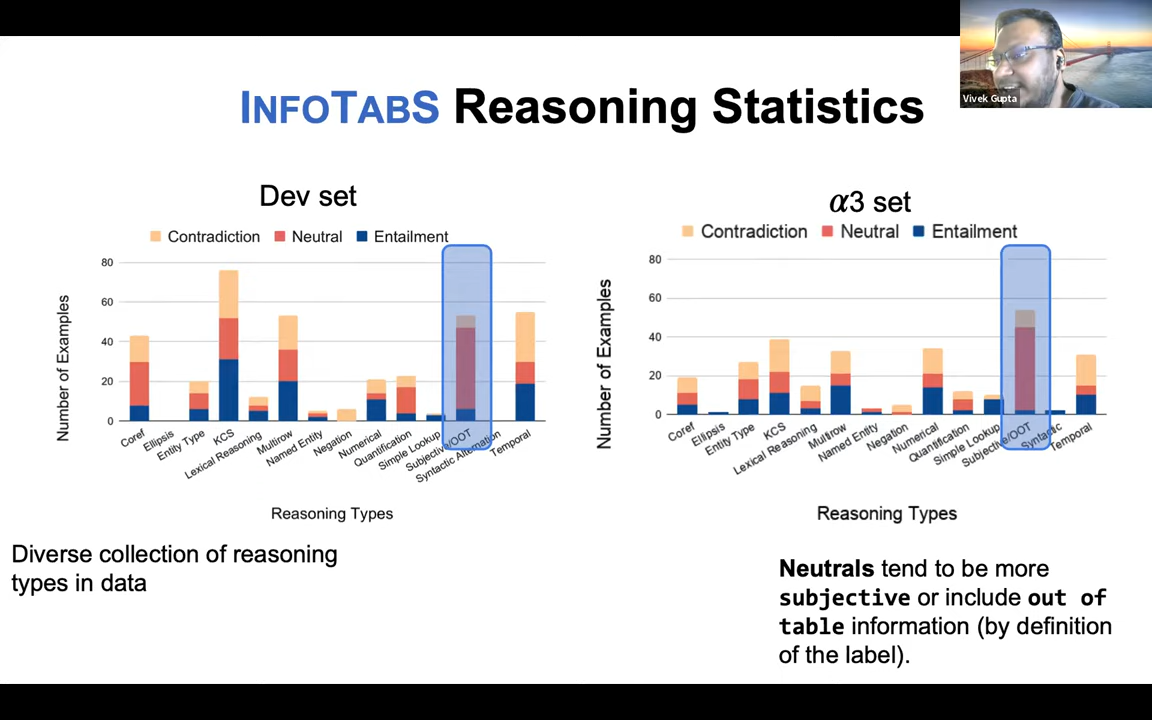 Vivek Gupta
INFOTABS Reasoning Statistics
Dev set
Contradiction Neutral Entailment
80
60
40
20
0
Number of Examples
Coref
Ellipsis
Entity Type
KCS
Lexical Reasoning
Multirow
Named Entity
Negation
Numerical
Quantification
Simple Lookup
Subjective/OOT
Syntactic Alternation
Temporal
Reasoning Types
α3 set
Contradiction Neutral Entailment
80
60
40
20
0
Number of Examples
Coref
Ellipsis
Entity Type
KCS
Lexical Reasoning
Multirow
Named Entity
Negation
Numerical
Quantification
Simple Lookup
Subjective/OOT
Syntactic
Temporal
Reasoning Types
Diverse collection of reasoning
types in data
Neutrals tend to be more
subjective or include out of
table information (by definition
of the label).